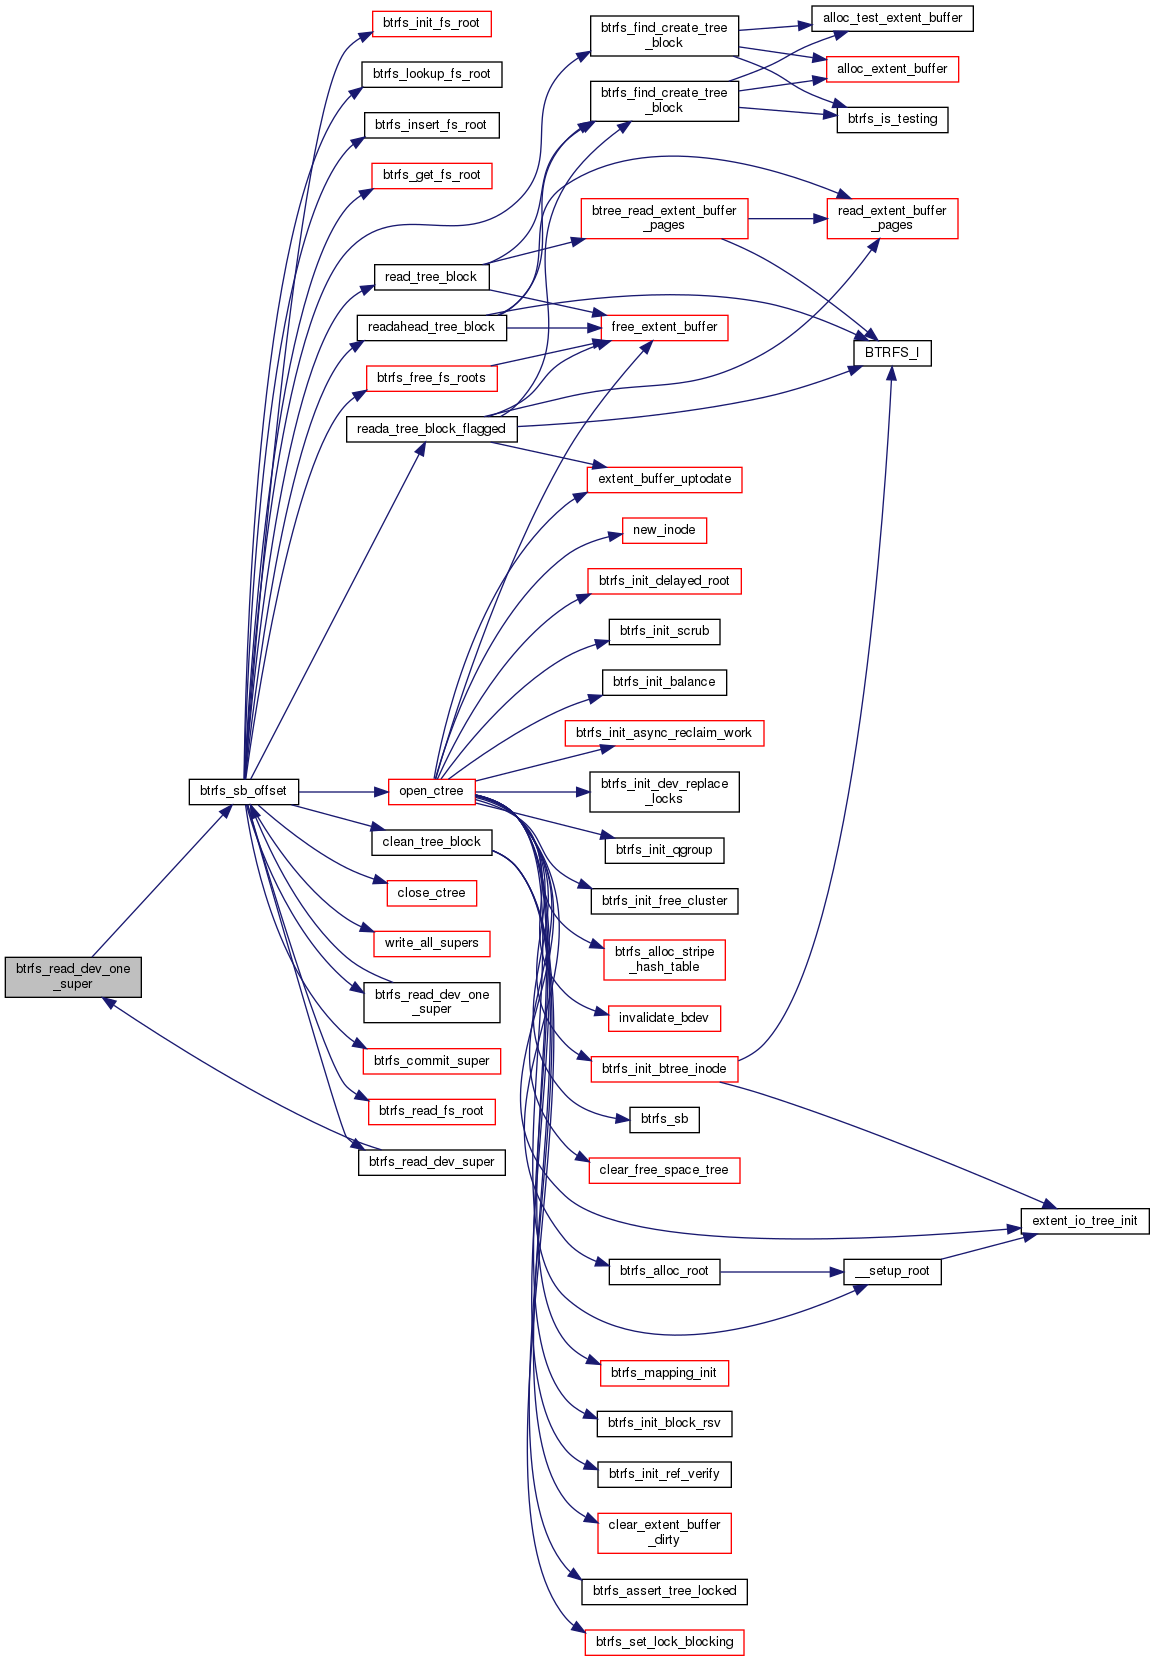 btrfs_init_fs_root
btrfs_lookup_fs_root
btrfs_insert_fs_root
btrfs_get_fs_root
read_tree_block
readahead_tree_block
btrfs_free_fs_roots
reada_tree_block_flagged
btrfs_sb_offset
open_ctree
clean_tree_block
close_ctree
write_all_supers
btrfs_read_dev_one
_super
btrfs_read_dev_one
_super
btrfs_commit_super
btrfs_read_fs_root
btrfs_read_dev_super
btrfs_find_create_tree
_block
btrfs_find_create_tree
_block
btree_read_extent_buffer
_pages
free_extent_buffer
extent_buffer_uptodate
new_inode
btrfs_init_delayed_root
btrfs_init_scrub
btrfs_init_balance
btrfs_init_async_reclaim_work
btrfs_init_dev_replace
_locks
btrfs_init_qgroup
btrfs_init_free_cluster
btrfs_alloc_stripe
_hash_table
invalidate_bdev
btrfs_init_btree_inode
btrfs_sb
clear_free_space_tree
btrfs_alloc_root
btrfs_mapping_init
btrfs_init_block_rsv
btrfs_init_ref_verify
clear_extent_buffer
_dirty
btrfs_assert_tree_locked
btrfs_set_lock_blocking
alloc_test_extent_buffer
alloc_extent_buffer
btrfs_is_testing
read_extent_buffer
_pages
BTRFS_I
__setup_root
extent_io_tree_init